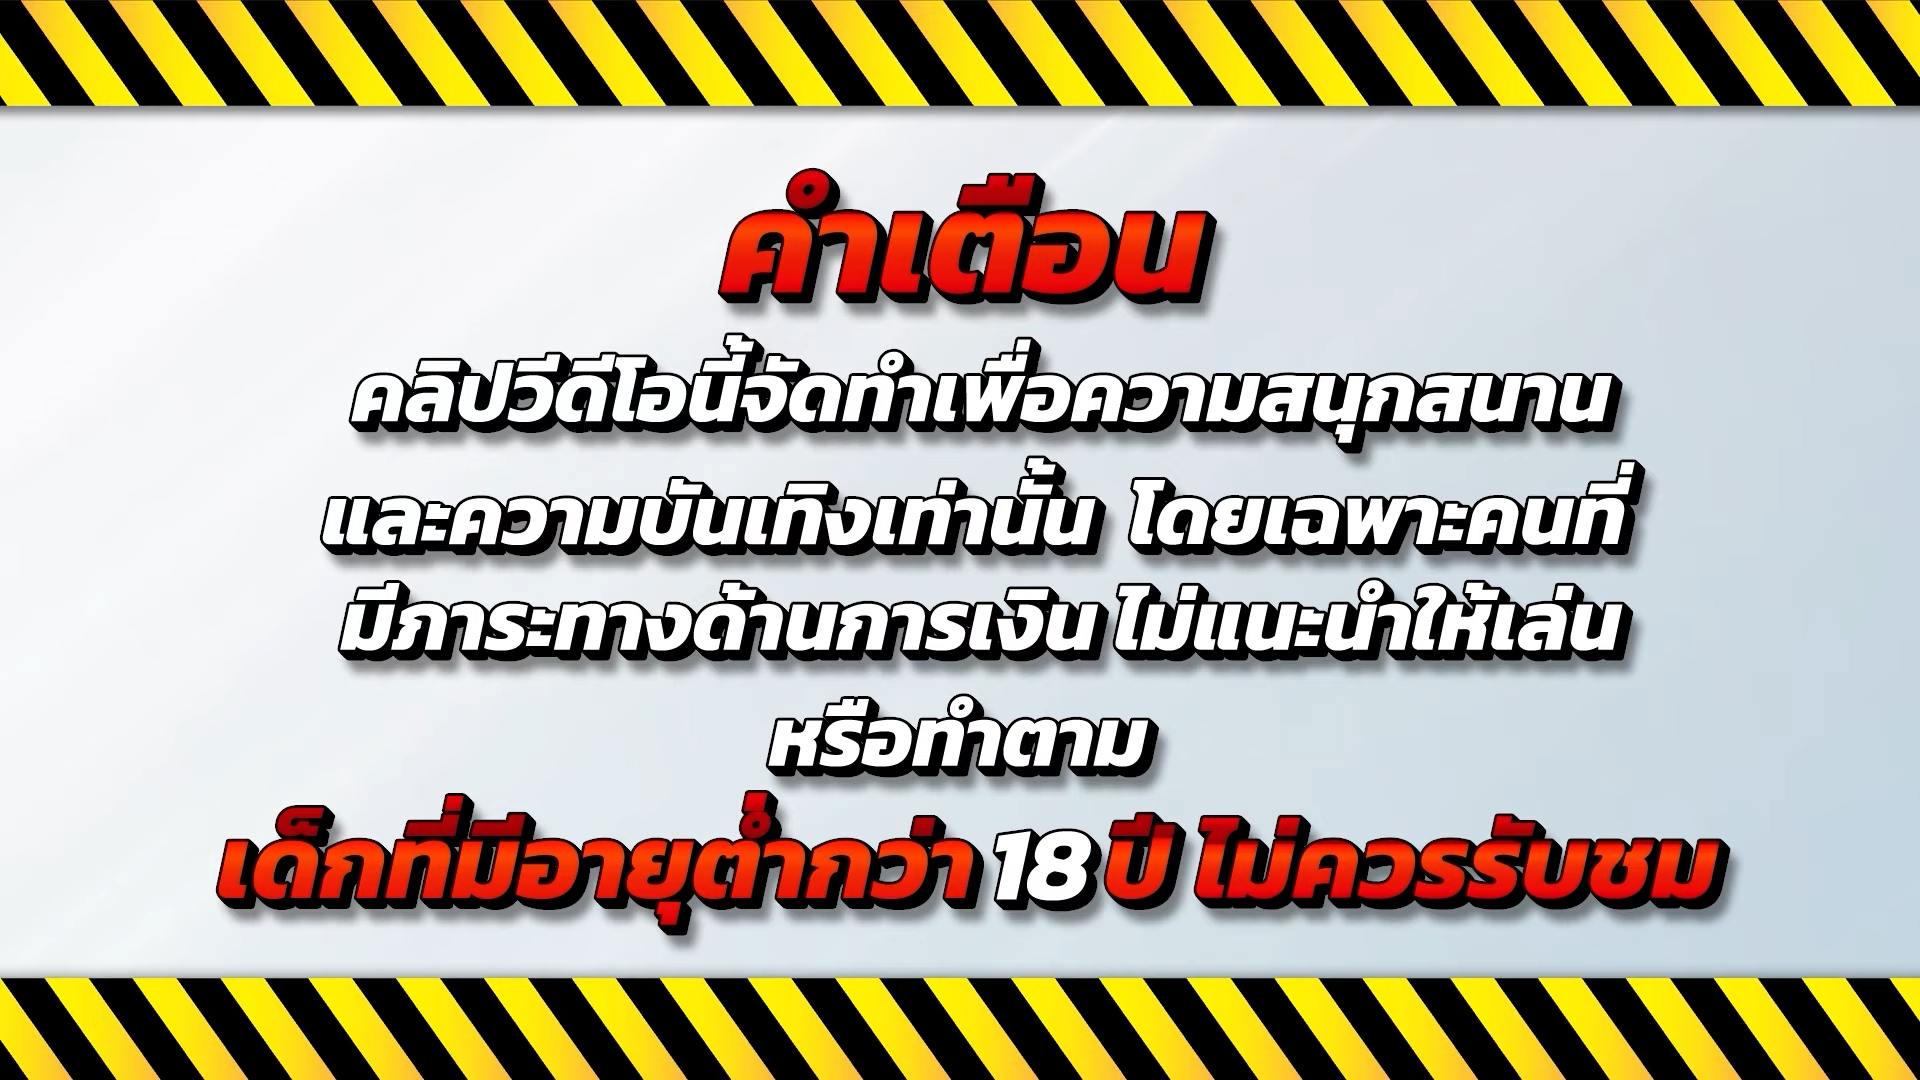 คำเตือน
คลิปวีดีโอนี้จัดทำเพื่อความสนุกสนาน
และความบันเทิงเท่านั้น โดยเฉพาะคนที่
มีภาระทางด้านการเงิน ไม่แนะนำให้เล่น
หรือทำตาม
เด็กที่มีอายุต่ำกว่า 18 ปี ไม่ควรรับชม